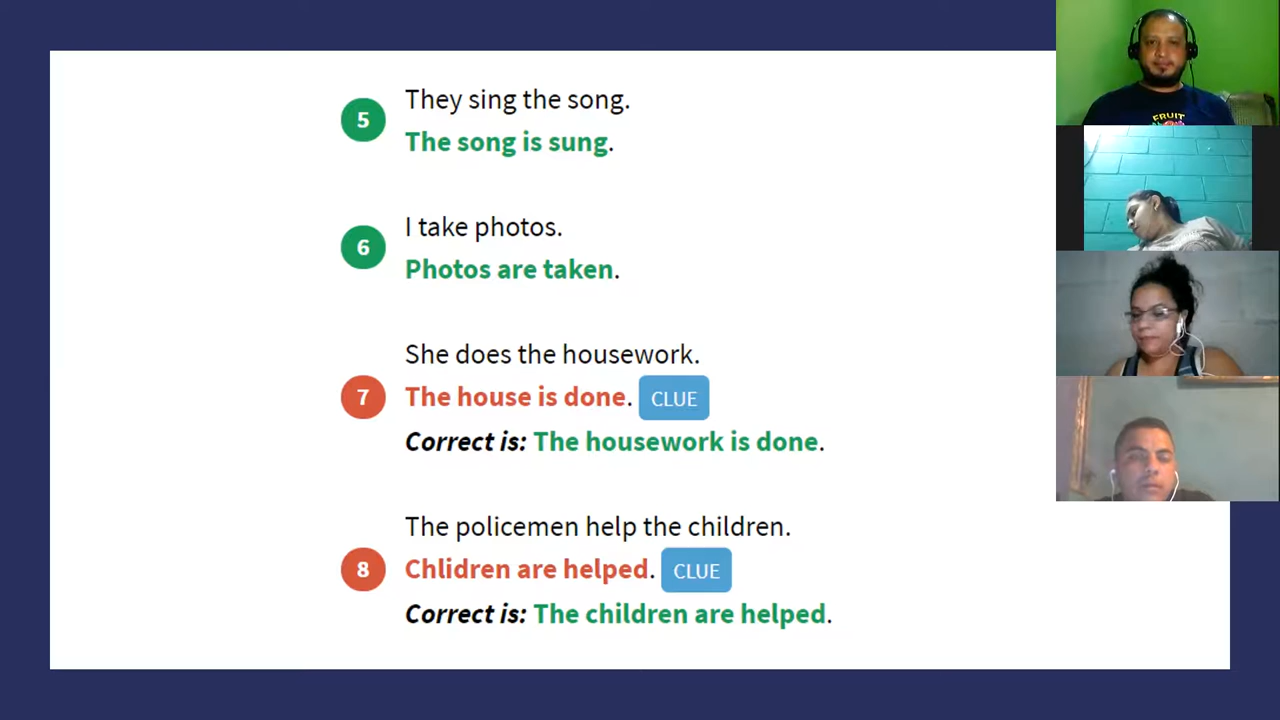 5
They sing the song.
The song is sung.
6
I take photos.
Photos are taken.
7
She does the housework.
The house is done. CLUE
Correct is: The housework is done.
8
The policemen help the children.
Chlidren are helped. CLUE
Correct is: The children are helped.
FRUIT